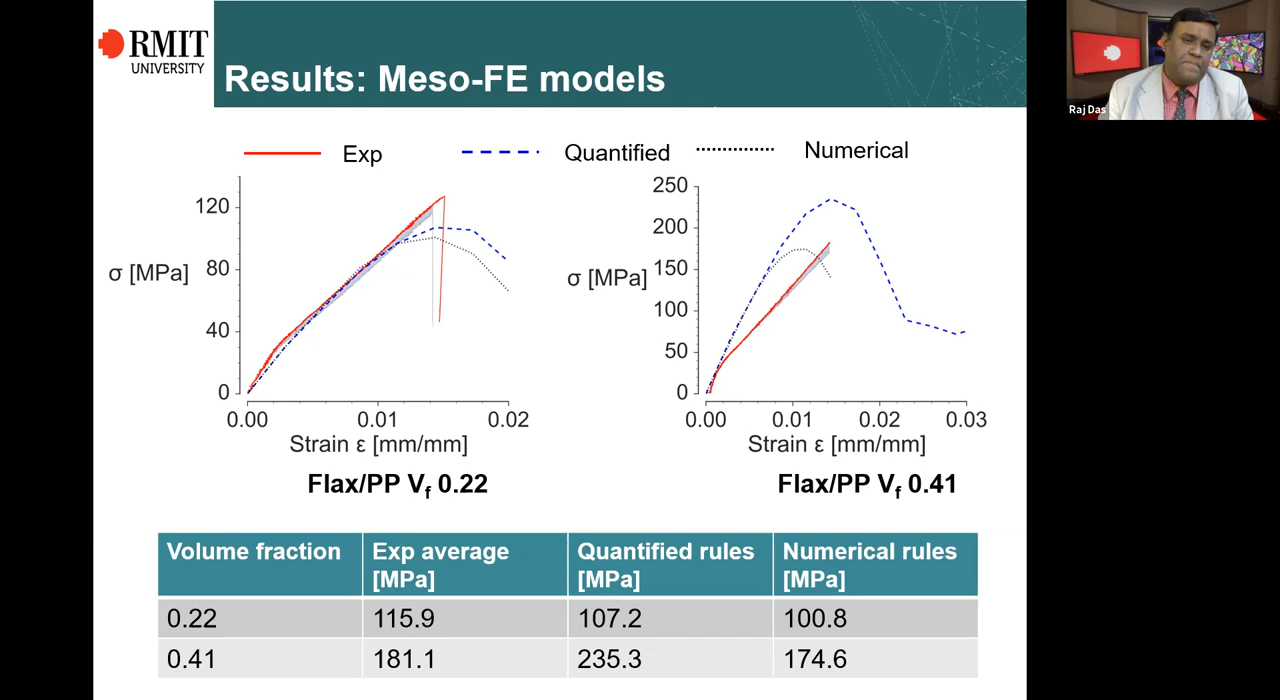 RMIT
UNIVERSITY
Results: Meso-FE models
Raj Das
Exp
Quantified
Numerical
120
80
40
0
σ [MPa]
0.00 0.01 0.02
Strain ε [mm/mm]
Flax/PP Vf 0.22
250
200
150
100
50
0
σ [MPa]
0.00 0.01 0.02 0.03
Strain ε [mm/mm]
Flax/PP Vf 0.41
Volume fraction Exp average [MPa] Quantified rules [MPa] Numerical rules [MPa]
0.22 115.9 107.2 100.8
0.41 181.1 235.3 174.6